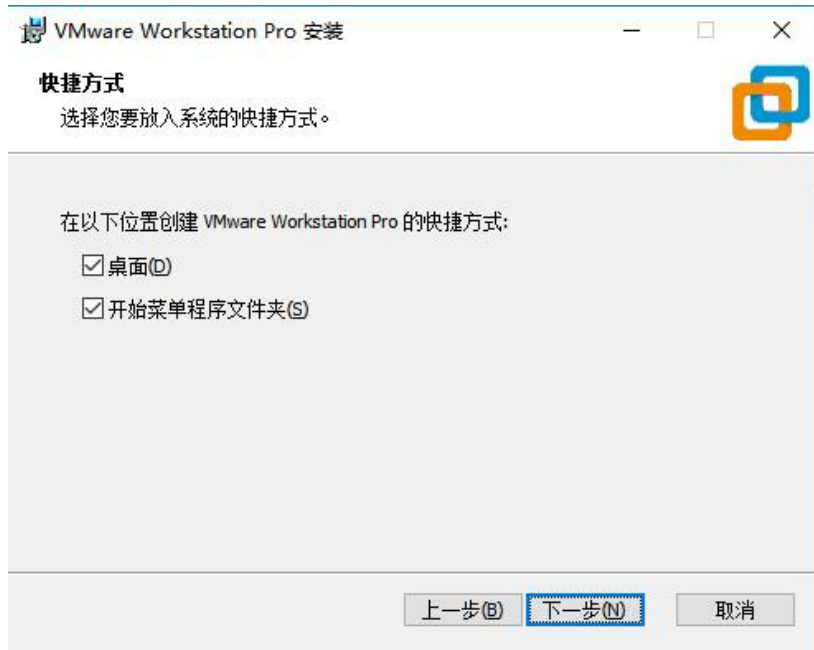 VMware Workstation Pro 安装
快捷方式
选择您要放入系统的快捷方式。
在以下位置创建 VMware Workstation Pro 的快捷方式:
桌面(D)
开始菜单程序文件夹(S)
上一步(B) 下一步(N) 取消